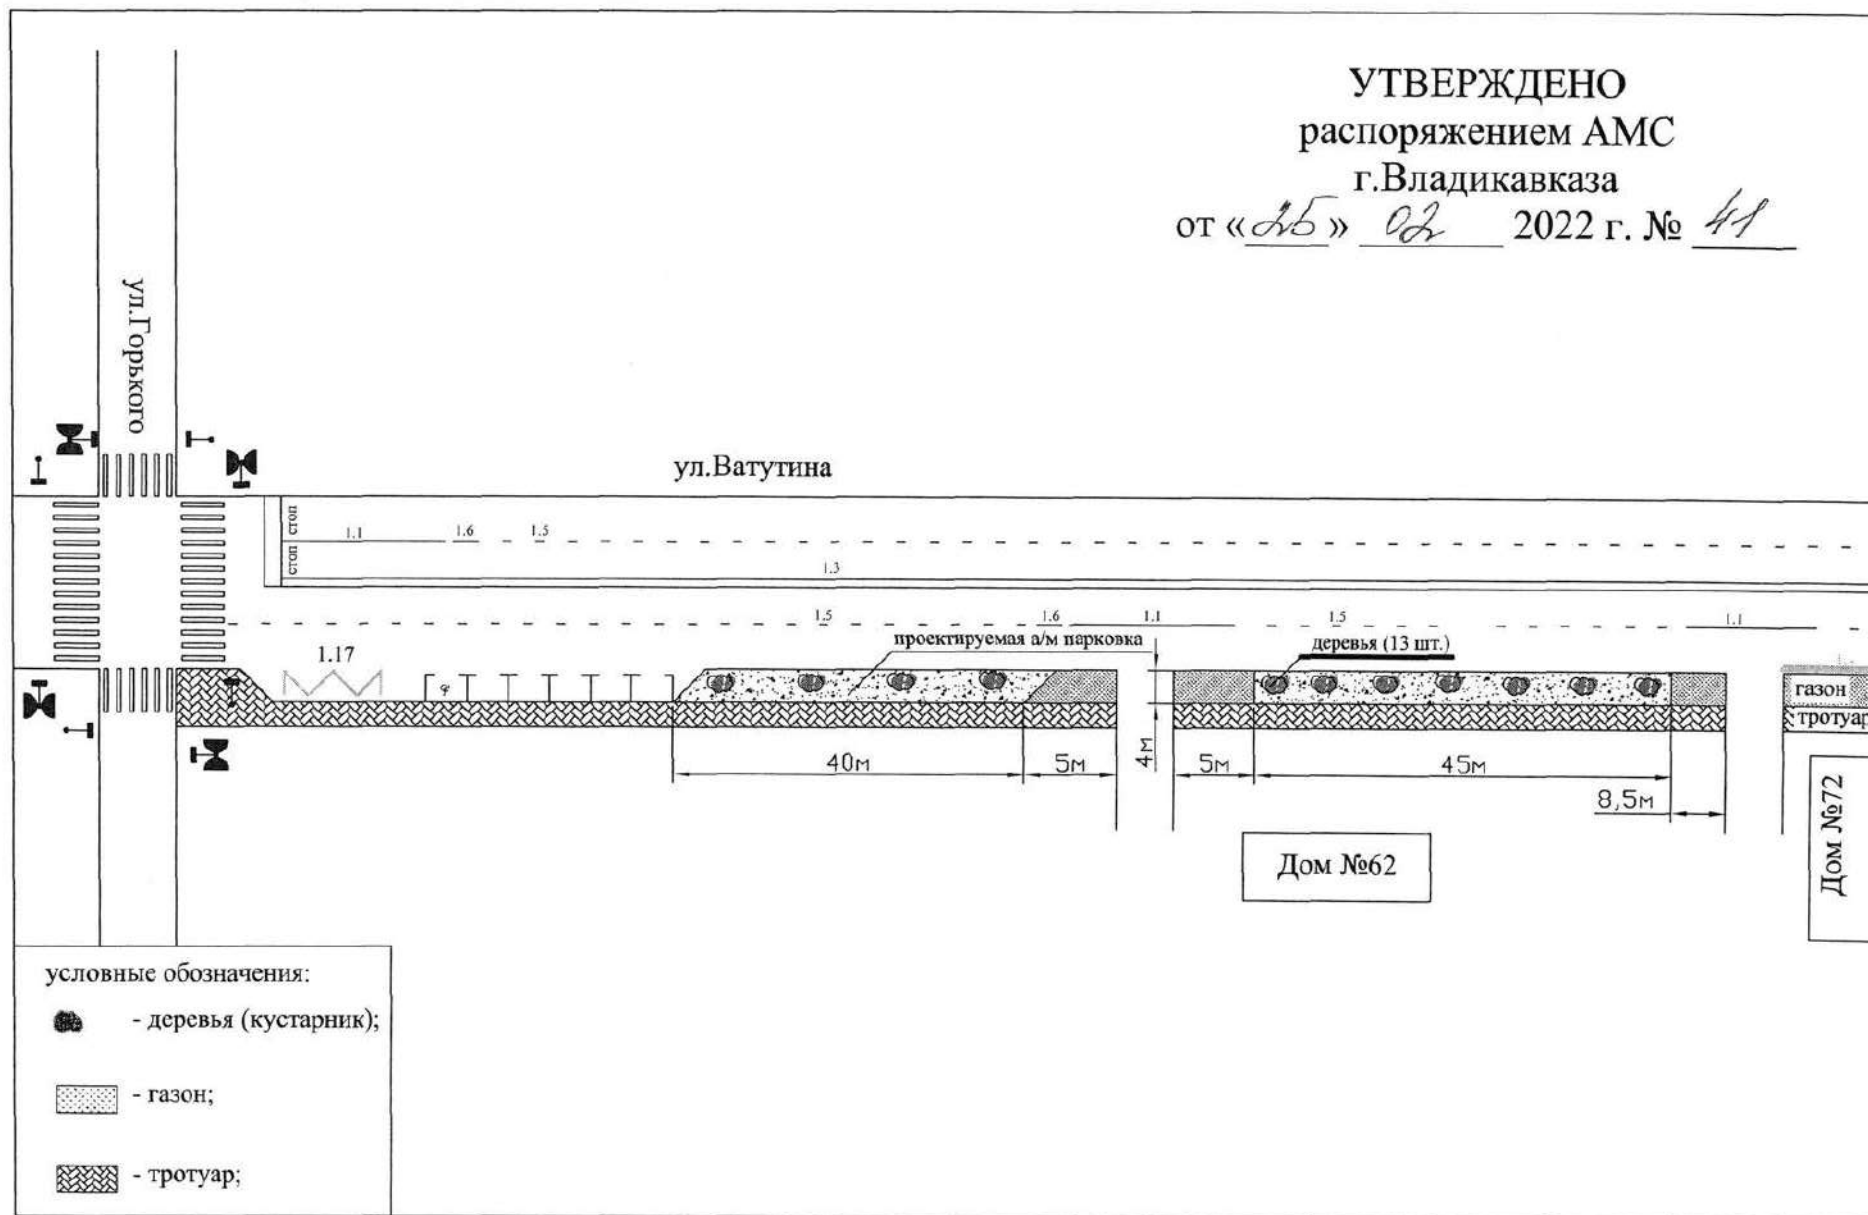 УТВЕРЖДЕНО
распоряжением АМС
г.Владикавказа
от «25» 02 2022 г. № 41
ул.Горького
ул.Ватутина
стоп
стоп
1.1
1.6
1.5
1.3
1.5
1.6
1.1
1.5
1.1
проектируемая а/м парковка
деревья (13 шт.)
1.17
газон
тротуар
40м
5м
4м
5м
45м
8,5м
Дом №62
Дом №72
условные обозначения:
- деревья (кустарник);
- газон;
- тротуар;